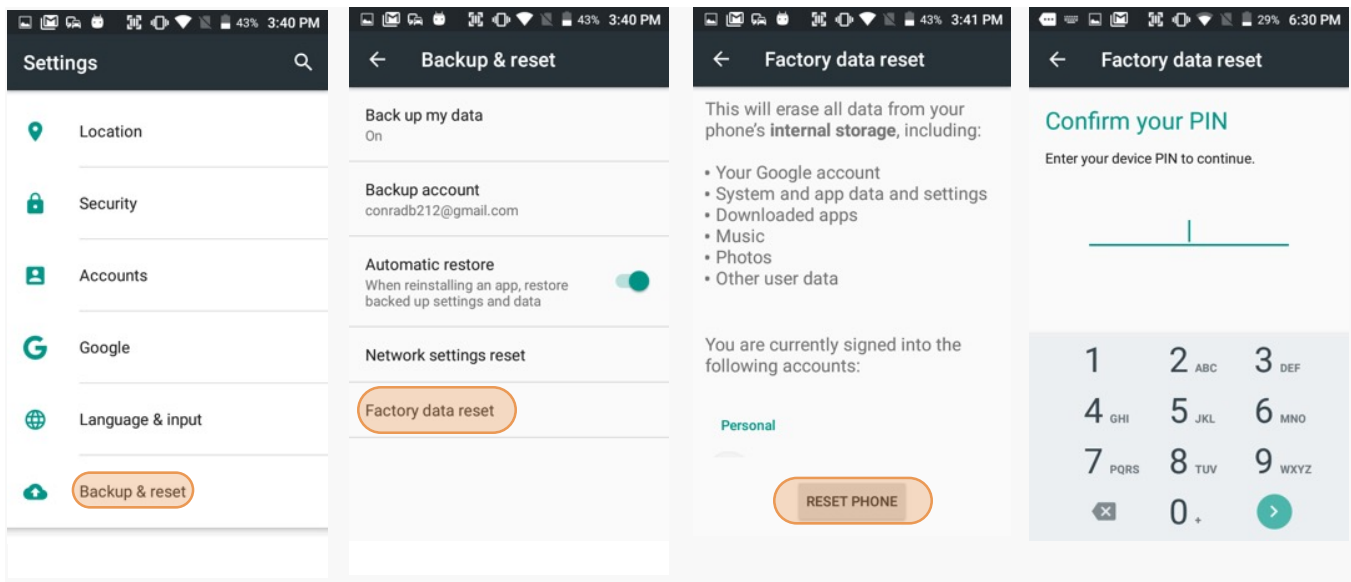 43% 3:40 PM
Settings
Location
Security
Accounts
Google
Language & input
Backup & reset
43% 3:40 PM
Backup & reset
Back up my data
On
Backup account
conradb212@gmail.com
Automatic restore
When reinstalling an app, restore
backed up settings and data
Network settings reset
Factory data reset
43% 3:41 PM
Factory data reset
This will erase all data from your
phone's internal storage, including:
• Your Google account
• System and app data and settings
• Downloaded apps
• Music
• Photos
• Other user data
You are currently signed into the
following accounts:
Personal
RESET PHONE
29% 6:30 PM
Factory data reset
Confirm your PIN
Enter your device PIN to continue.
1 2 ABC 3 DEF
4 GHI 5 JKL 6 MNO
7 PQRS 8 TUV 9 WXYZ
0 +